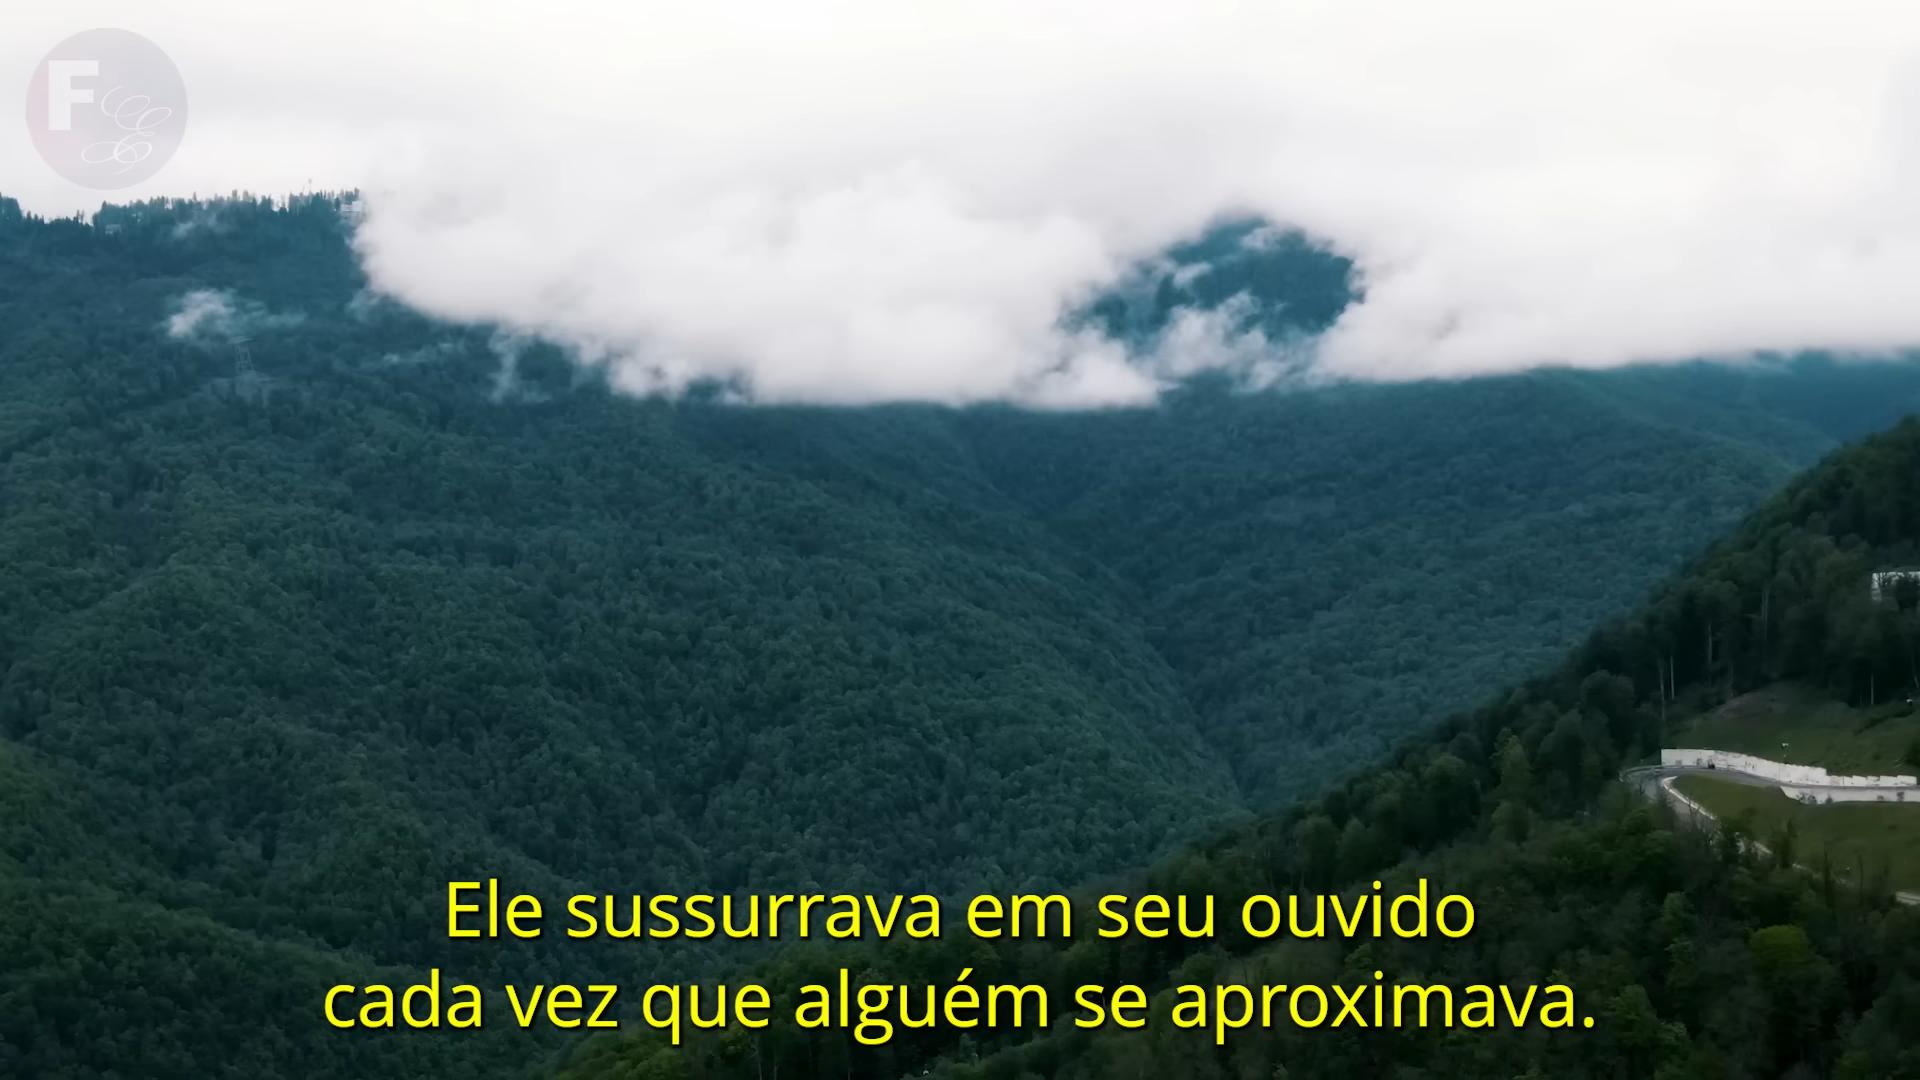 F
Ele sussurrava em seu ouvido
cada vez que alguém se aproximava.